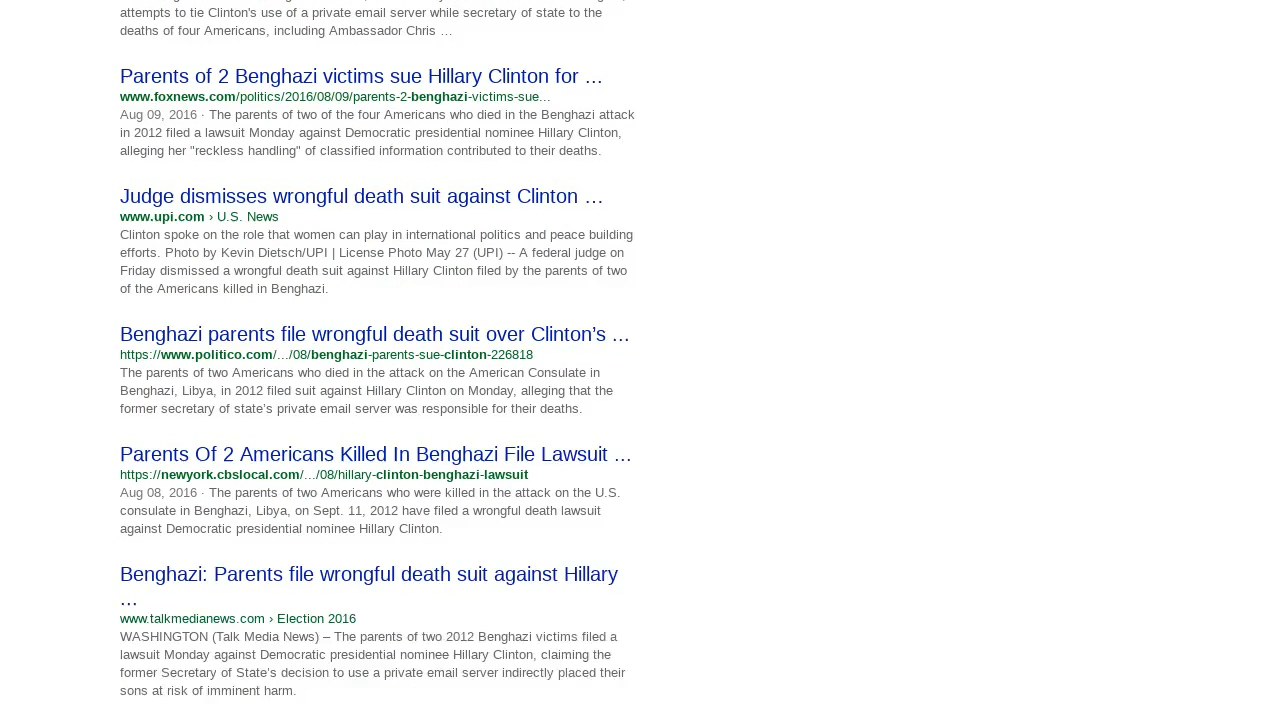 attempts to tie Clinton's use of a private email server while secretary of state to the
deaths of four Americans, including Ambassador Chris …
Parents of 2 Benghazi victims sue Hillary Clinton for …
www.foxnews.com/politics/2016/08/09/parents-2-benghazi-victims-sue...
Aug 09, 2016 · The parents of two of the four Americans who died in the Benghazi attack
in 2012 filed a lawsuit Monday against Democratic presidential nominee Hillary Clinton,
alleging her "reckless handling" of classified information contributed to their deaths.
Judge dismisses wrongful death suit against Clinton …
www.upi.com › U.S. News
Clinton spoke on the role that women can play in international politics and peace building
efforts. Photo by Kevin Dietsch/UPI | License Photo May 27 (UPI) -- A federal judge on
Friday dismissed a wrongful death suit against Hillary Clinton filed by the parents of two
of the Americans killed in Benghazi.
Benghazi parents file wrongful death suit over Clinton’s …
https://www.politico.com/.../08/benghazi-parents-sue-clinton-226818
The parents of two Americans who died in the attack on the American Consulate in
Benghazi, Libya, in 2012 filed suit against Hillary Clinton on Monday, alleging that the
former secretary of state’s private email server was responsible for their deaths.
Parents Of 2 Americans Killed In Benghazi File Lawsuit ...
https://newyork.cbslocal.com/.../08/hillary-clinton-benghazi-lawsuit
Aug 08, 2016 · The parents of two Americans who were killed in the attack on the U.S.
consulate in Benghazi, Libya, on Sept. 11, 2012 have filed a wrongful death lawsuit
against Democratic presidential nominee Hillary Clinton.
Benghazi: Parents file wrongful death suit against Hillary
...
www.talkmedianews.com › Election 2016
WASHINGTON (Talk Media News) – The parents of two 2012 Benghazi victims filed a
lawsuit Monday against Democratic presidential nominee Hillary Clinton, claiming the
former Secretary of State’s decision to use a private email server indirectly placed their
sons at risk of imminent harm.